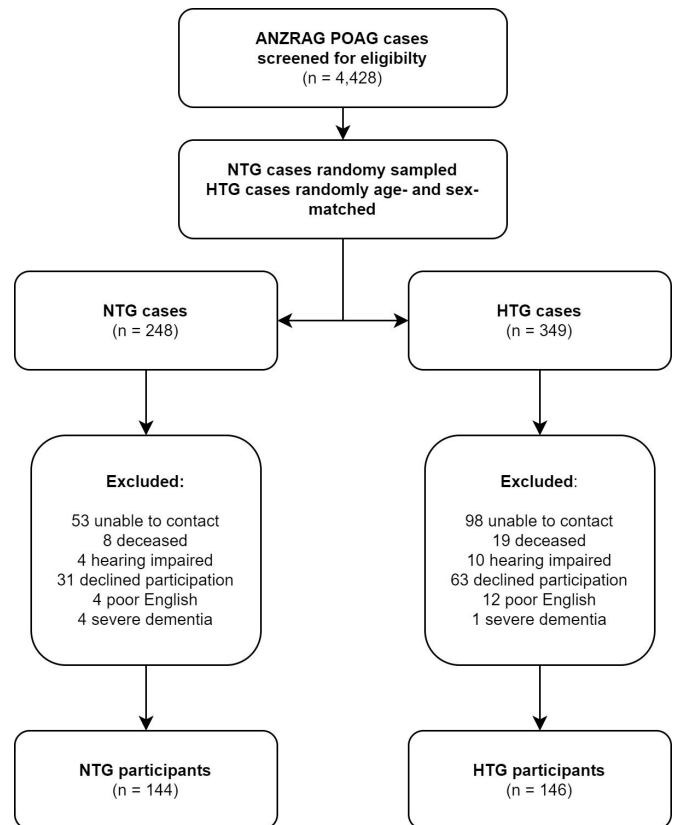 ANZRAG POAG cases
screened for eligibilty
(n = 4,428)
NTG cases randomy sampled
HTG cases randomly age- and sex-
matched
NTG cases
(n = 248)
HTG cases
(n = 349)
Excluded:
53 unable to contact
8 deceased
4 hearing impaired
31 declined participation
4 poor English
4 severe dementia
Excluded:
98 unable to contact
19 deceased
10 hearing impaired
63 declined participation
12 poor English
1 severe dementia
NTG participants
(n = 144)
HTG participants
(n = 146)